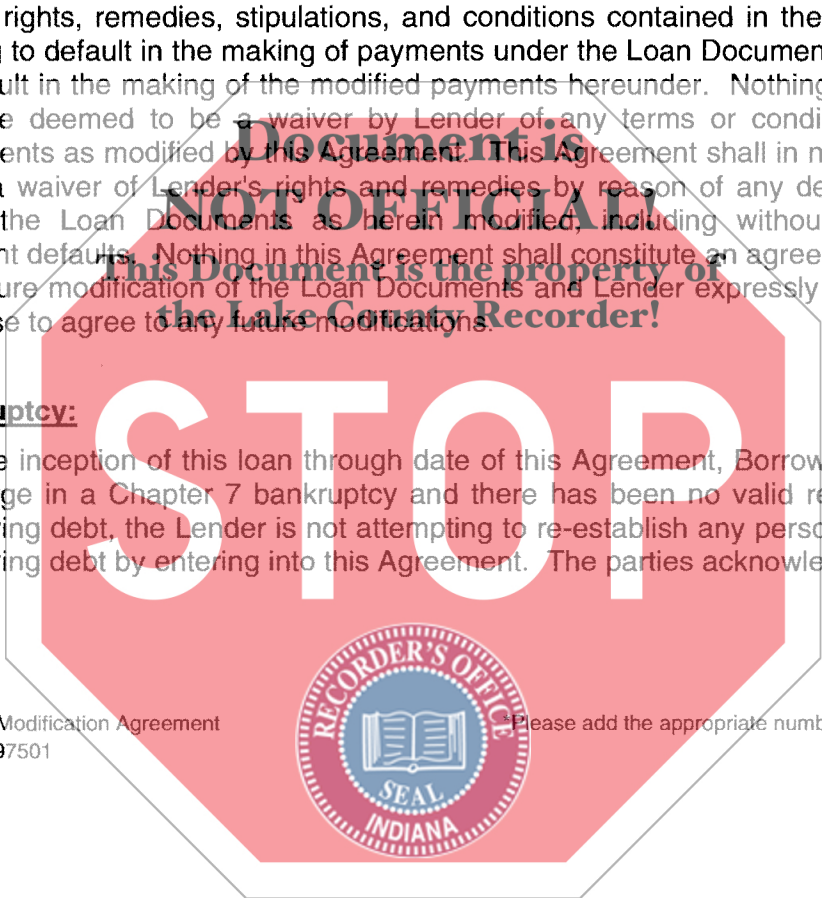 rights, remedies, stipulations, and conditions contained in the
to default in the making of payments under the Loan Documen
ult in the making of the modified payments hereunder. Nothing
e deemed to be a waiver by Lender of any terms or condi
ents as modified by this Agreement. This Agreement shall in n
a waiver of Lender's rights and remedies by reason of any de
the Loan Documents as herein modified, including withou
nt defaults. Nothing in this Agreement shall constitute an agree
ure modification of the Loan Documents and Lender expressly
se to agree to any future modifications.
Document is
NOT OFFICIAL!
This Document is the property of
the Lake County Recorder!
uptcy:
e inception of this loan through date of this Agreement, Borrow
ge in a Chapter 7 bankruptcy and there has been no valid re
ing debt, the Lender is not attempting to re-establish any perso
ing debt by entering into this Agreement. The parties acknowle
STOP
Modification Agreement *Please add the appropriate numb
97501
RECORDER'S OFFICE
SEAL
INDIANA